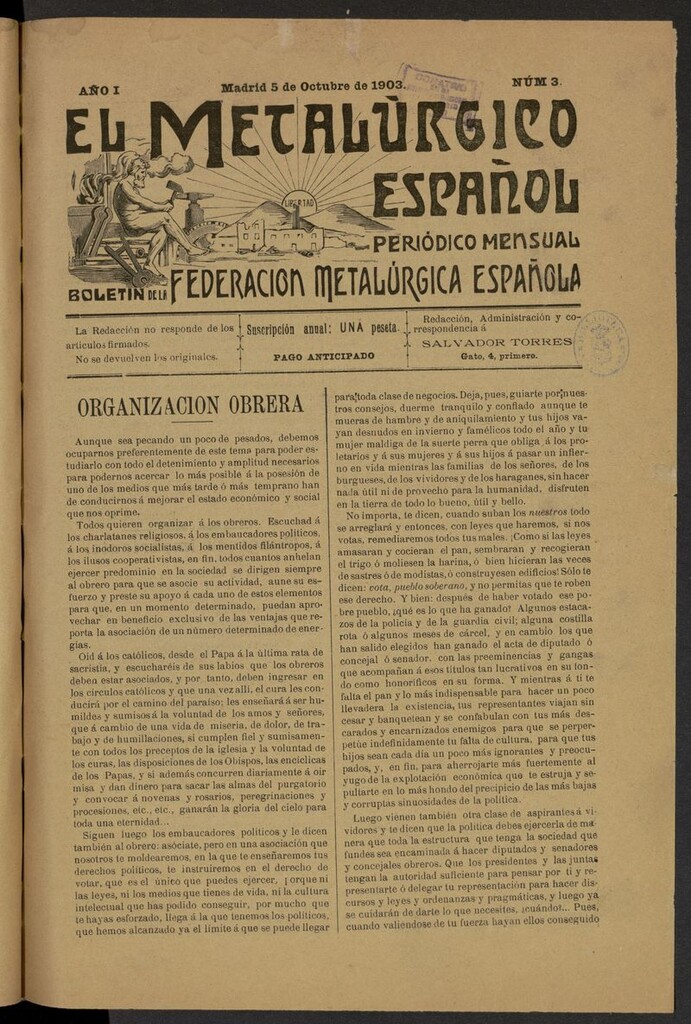 AÑO I
Madrid 5 de Octubre de 1903.
NÚM 3.
EL METALÚRGICO
ESPAÑOL
LIBERTAD
PERIÓDICO MENSUAL
BOLETIN DE LA FEDERACION METALÚRGICA ESPAÑOLA
La Redacción no responde de los
artículos firmados.
No se devuelven los originales.
Suscripción anual: UNA peseta.
PAGO ANTICIPADO
Redacción, Administración y co-
rrespondencia á
SALVADOR TORRES
Gato, 4, primero.
ORGANIZACION OBRERA
Aunque sea pecando un poco de pesados, debemos
ocuparnos preferentemente de este tema para poder es-
tudiarlo con todo el detenimiento y amplitud necesarios
para podernos acercar lo más posible á la posesión de
uno de los medios que más tarde ó más temprano han
de conducirnos á mejorar el estado económico y social
que nos oprime.
Todos quieren organizar á los obreros. Escuchad á
los charlatanes religiosos, á los embaucadores políticos,
á los inodoros socialistas, á los mentidos filántropos, á
los ilusos cooperativistas, en fin, todos cuantos anhelan
ejercer predominio en la sociedad se dirigen siempre
al obrero para que se asocie su actividad, aune su es-
fuerzo y preste su apoyo á cada uno de estos elementos
para que, en un momento determinado, puedan apro-
vechar en beneficio exclusivo de las ventajas que re-
porta la asociación de un número determinado de ener-
gías.
Oid á los católicos, desde el Papa á la última rata de
sacristía, y escucharéis de sus labios que los obreros
deben estar asociados, y por tanto, deben ingresar en
los círculos católicos y que una vez allí, el cura les con-
ducirá por el camino del paraíso; les enseñará á ser hu-
mildes y sumisos á la voluntad de los amos y señores,
que á cambio de una vida de miseria, de dolor, de tra-
bajo y de humillaciones, si cumplen fiel y sumisamen-
te con todos los preceptos de la iglesia y la voluntad de
los curas, las disposiciones de los Obispos, las encíclicas
de los Papas, y si además concurren diariamente á oir
misa y dan dinero para sacar las almas del purgatorio
y convocar á novenas y rosarios, peregrinaciones y
procesiones, etc., etc., ganarán la gloria del cielo para
toda una eternidad...
Siguen luego los embaucadores políticos y le dicen
también al obrero: asóciate, pero en una asociación que
nosotros te moldearemos, en la que te enseñaremos tus
derechos políticos, te instruiremos en el derecho de
votar, que es el único que puedes ejercer, porque ni
las leyes, ni los medios que tienes de vida, ni la cultura
intelectual que has podido conseguir, por mucho que
te hayas esforzado, llega á la que tenemos los políticos,
que hemos alcanzado ya el límite á que se puede llegar
para toda clase de negocios. Deja, pues, guiarte por nues-
tros consejos, duerme tranquilo y confiado aunque te
mueras de hambre y de aniquilamiento y tus hijos va-
yan desnudos en invierno y famélicos todo el año y tu
mujer maldiga de la suerte perra que obliga á los pro-
letarios y á sus mujeres y á sus hijos á pasar un infier-
no en vida mientras las familias de los señores, de los
burgueses, de los vividores y de los haraganes, sin hacer
nada útil ni de provecho para la humanidad, disfruten
en la tierra de todo lo bueno, útil y bello.
No importa, te dicen, cuando suban los nuestros todo
se arreglará y entonces, con leyes que haremos, si nos
votas, remediaremos todos tus males. ¡Como si las leyes
amasaran y cocieran el pan, sembraran y recogieran
el trigo ó moliesen la harina, ó bien hicieran las veces
de sastres ó de modistas, ó construyesen edificios! Sólo te
dicen: vota, pueblo soberano, y no permitas que te roben
ese derecho. Y bien: después de haber votado ese po-
bre pueblo, ¿qué es lo que ha ganado? Algunos estaca-
zos de la policía y de la guardia civil; alguna costilla
rota ó algunos meses de cárcel, y en cambio los que
han salido elegidos han ganado el acta de diputado ó
concejal ó senador, con las preeminencias y gangas
que acompañan á esos títulos tan lucrativos en su fon-
do como honoríficos en su forma. Y mientras á tí te
falta el pan y lo más indispensable para hacer un poco
llevadera la existencia, tus representantes viajan sin
cesar y banquetean y se confabulan con tus más des-
carados y encarnizados enemigos para que se perper-
petúe indefinidamente tu falta de cultura, para que tus
hijos sean cada día un poco más ignorantes y preocu-
pados, y, en fin, para aherrojarte más fuertemente al
yugo de la explotación económica que te estruja y se-
pultarte en lo más hondo del precipicio de las más bajas
y corruptas sinuosidades de la política.
Luego vienen también otra clase de aspirantes á vi-
vidores y te dicen que la política debes ejercerla de ma-
nera que toda la estructura que tenga la sociedad que
fundes sea encaminada á hacer diputados y senadores
y concejales obreros. Que los presidentes y las juntas
tengan la autoridad suficiente para pensar por tí y re-
presentarte ó delegar tu representación para hacer dis-
cursos y leyes y ordenanzas y pragmáticas, y luego ya
se cuidarán de darte lo que necesites, ¿cuándo?... Pues,
cuando valiéndose de tu fuerza hayan ellos conseguido